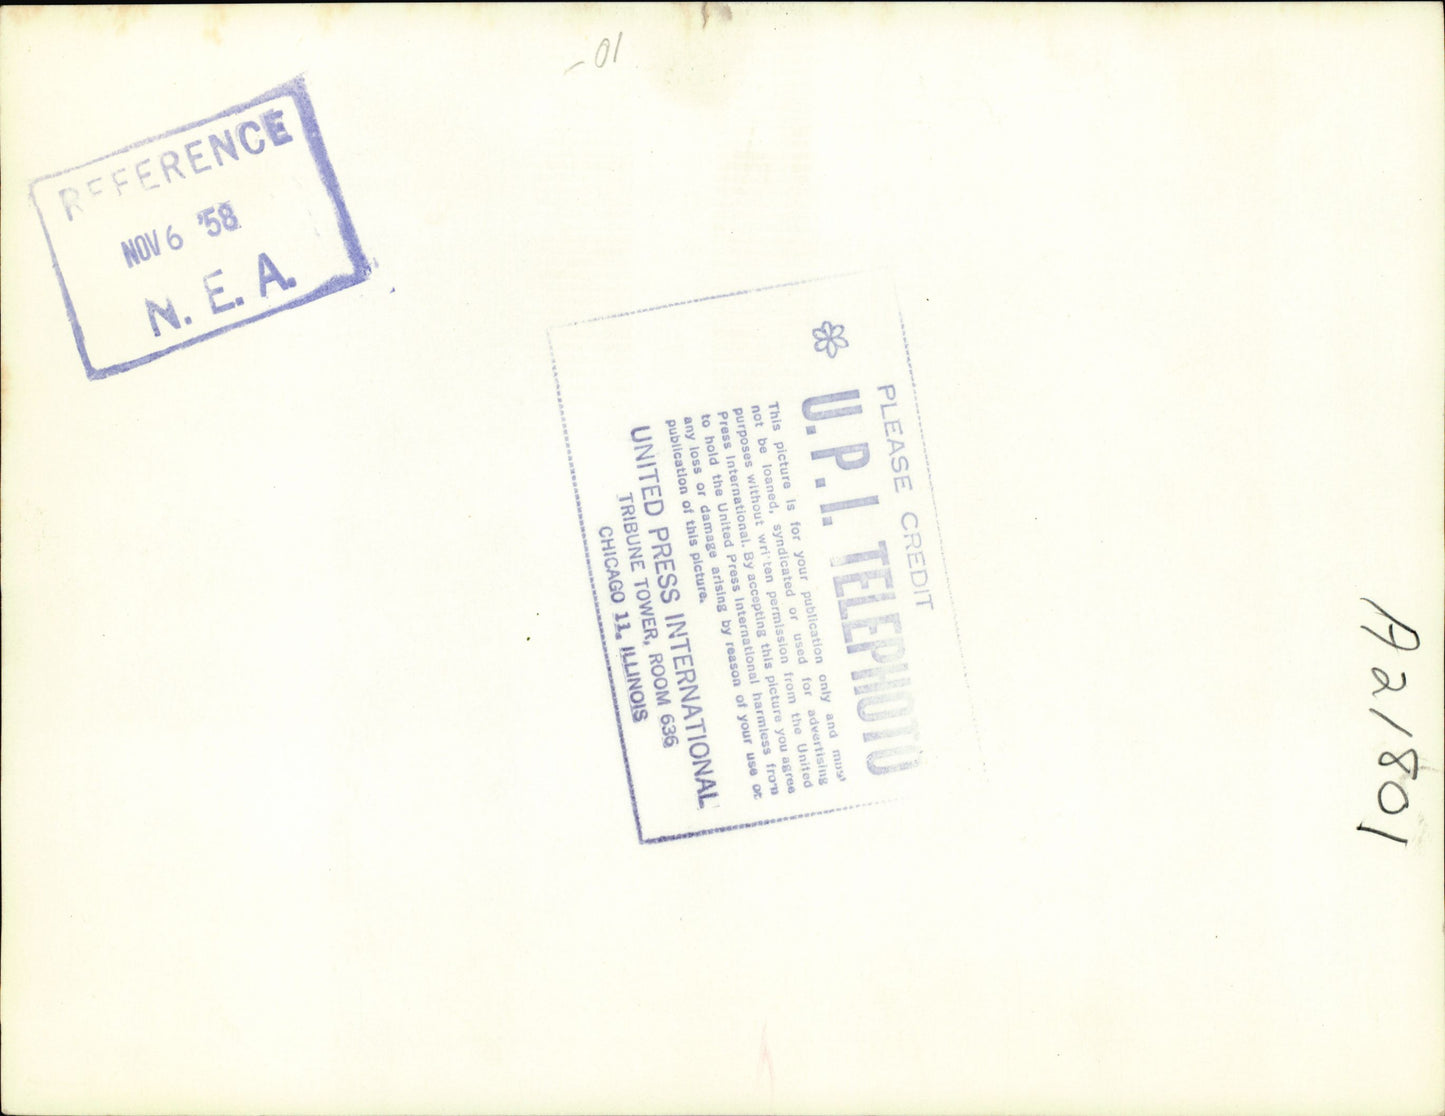 -01
REFERENCE
NOV 6 '58
N. E. A.
PLEASE CREDIT
U. P. I. TELEPHOTO
This picture is for your publication only and must
not be loaned, syndicated or used for advertising
purposes without written permission from the United
Press International. By accepting this picture you agree
to hold the United Press International harmless from
any loss or damage arising by reason of your use or
publication of this picture.
UNITED PRESS INTERNATIONAL
TRIBUNE TOWER, ROOM 636
CHICAGO 11, ILLINOIS
A21801